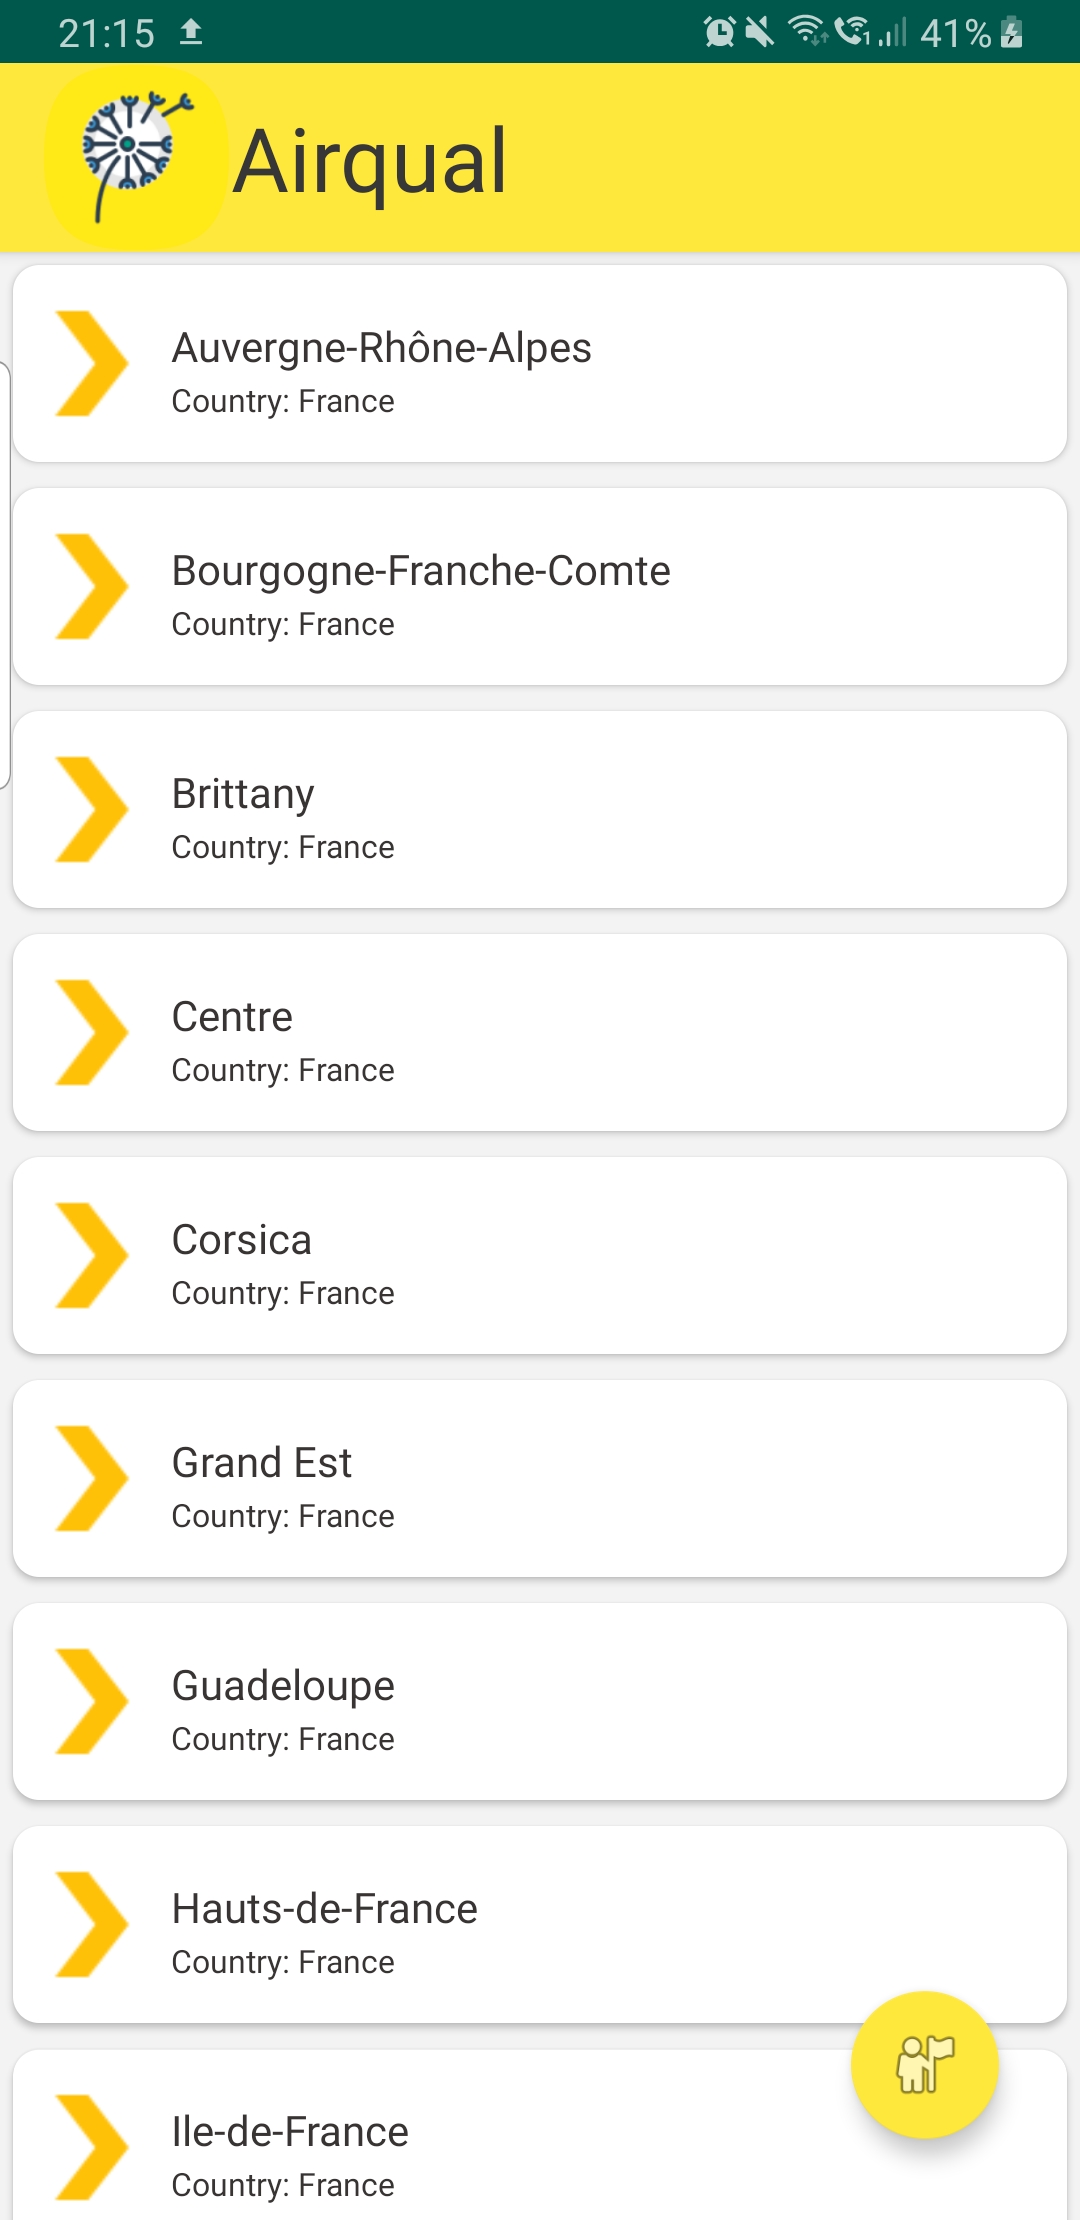 21:15 1 41%
Airqual
Auvergne-Rhône-Alpes
Country: France
Bourgogne-Franche-Comte
Country: France
Brittany
Country: France
Centre
Country: France
Corsica
Country: France
Grand Est
Country: France
Guadeloupe
Country: France
Hauts-de-France
Country: France
Ile-de-France
Country: France